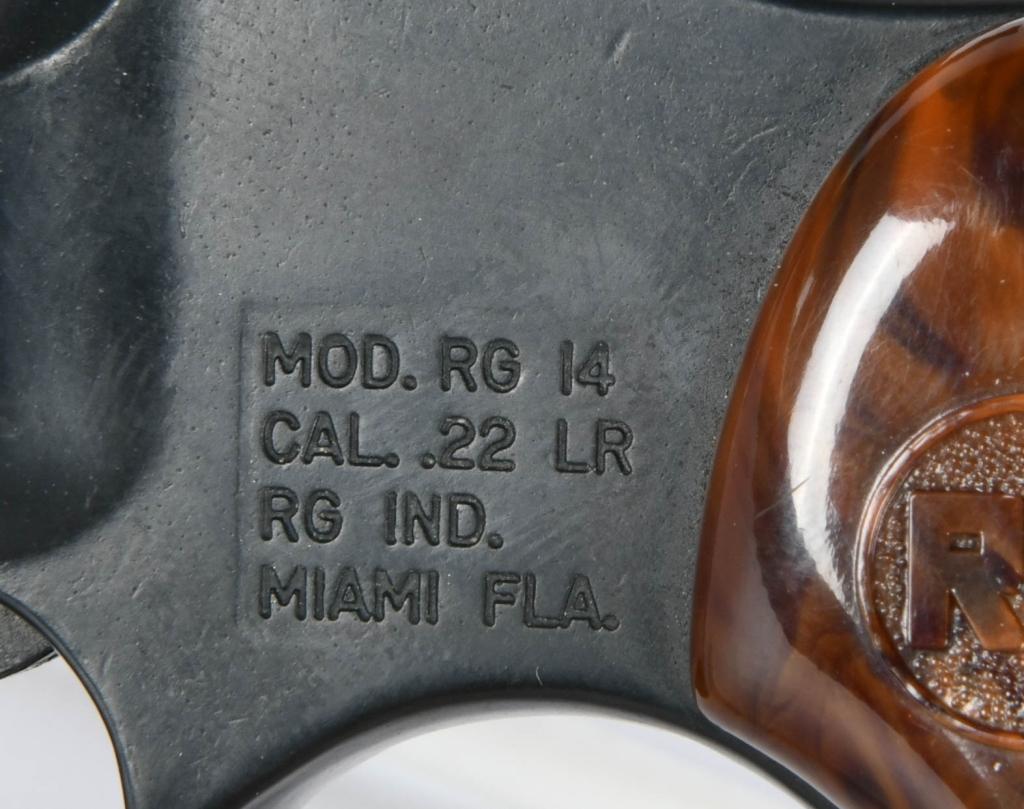 MOD. RG 14
CAL. .22 LR
RG IND.
MIAMI FLA.
R